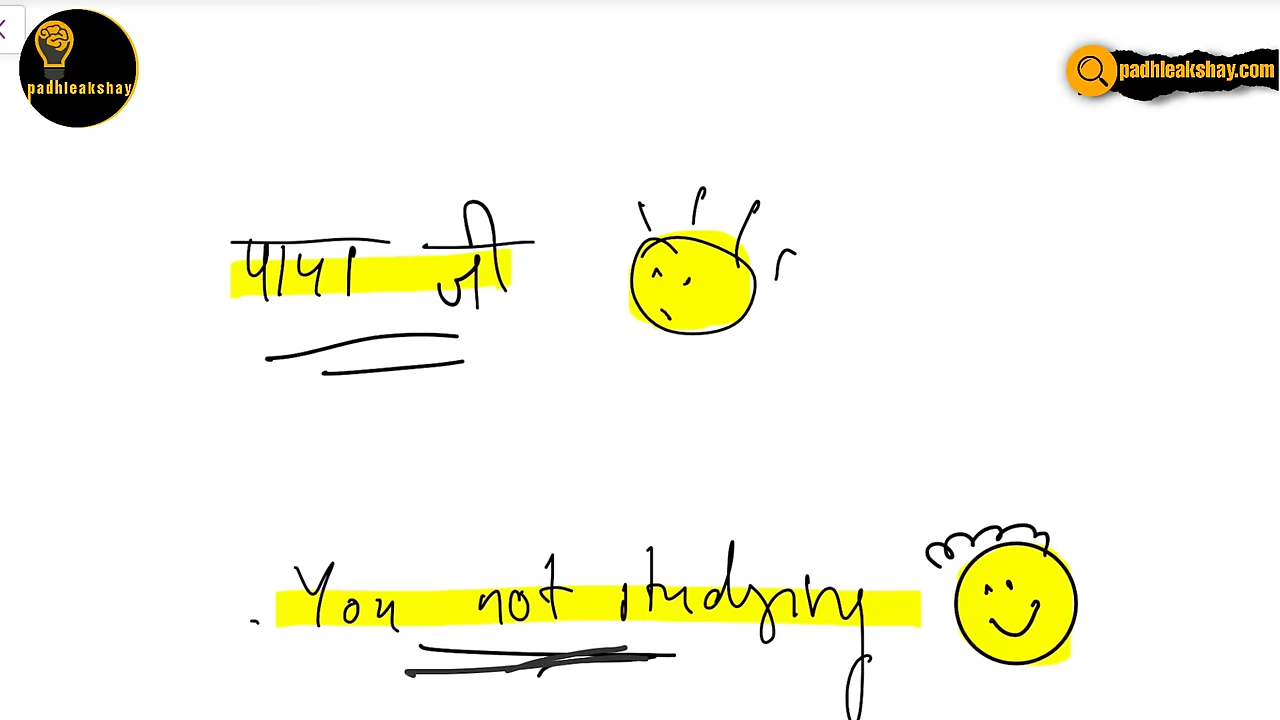 padhleakshay
padhleakshay.com
पापा जी
. You not studying